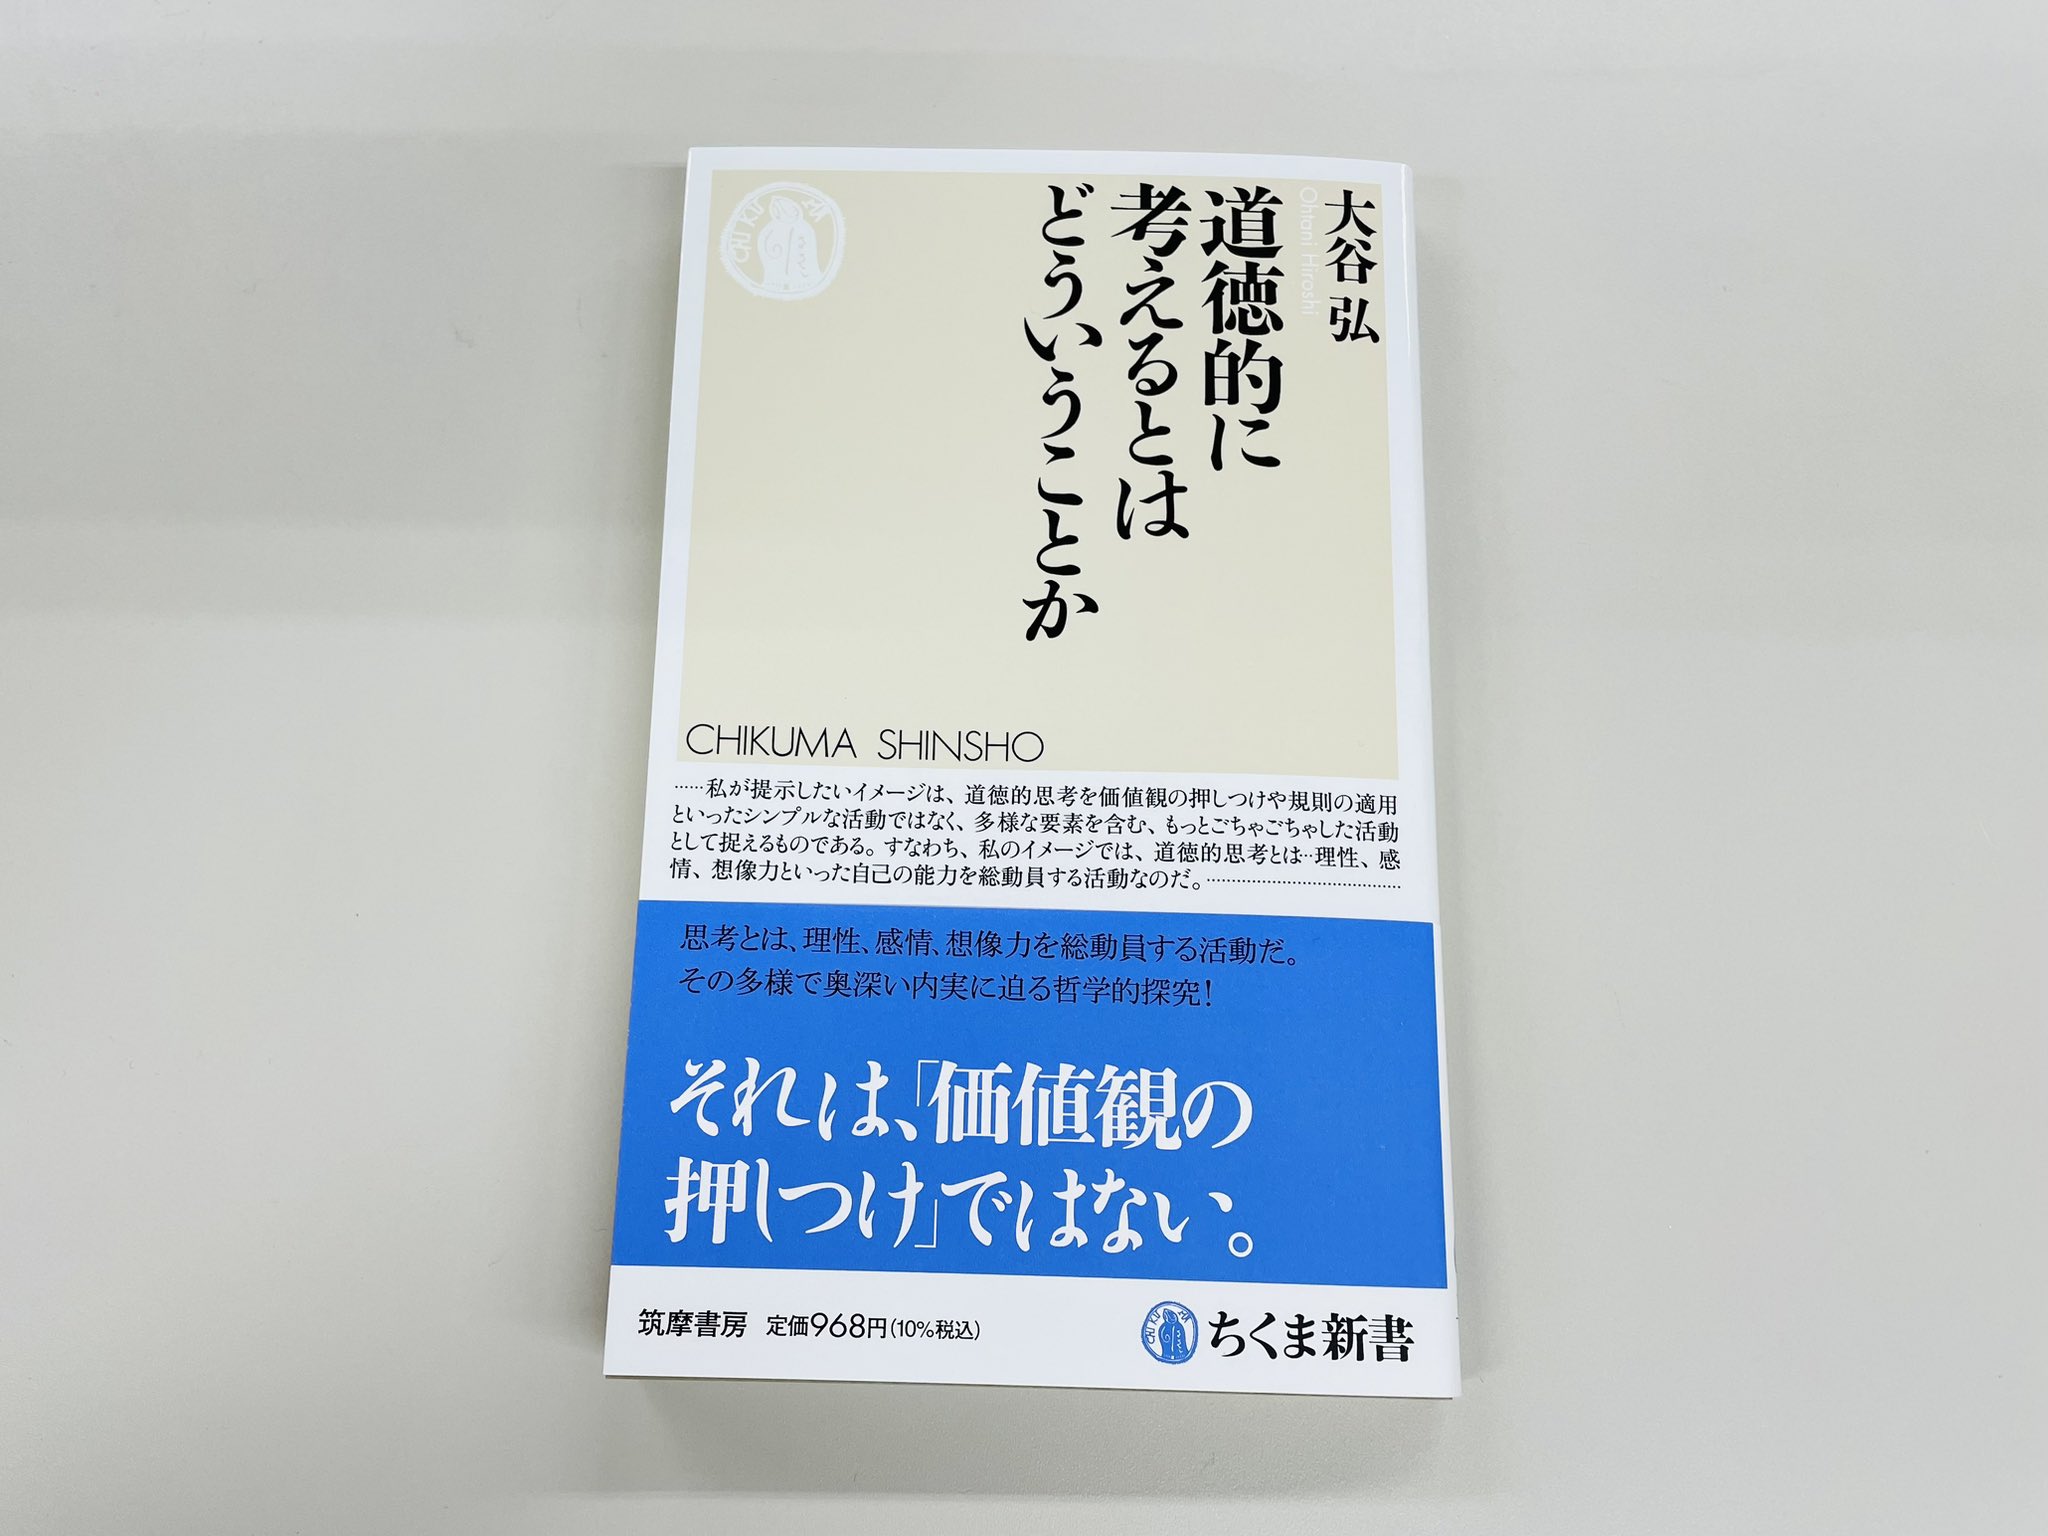 大谷 弘
Ohtani Hiroshi
道徳的に
考えるとは
どういうことか
CHIKUMA
CHIKUMA SHINSHO
……私が提示したいイメージは、道徳的思考を価値観の押しつけや規則の適用
といったシンプルな活動ではなく、多様な要素を含む、もっとごちゃごちゃした活動
として捉えるものである。すなわち、私のイメージでは、道徳的思考とは…理性、感
情、想像力といった自己の能力を総動員する活動なのだ。……………………………
思考とは、理性、感情、想像力を総動員する活動だ。
その多様で奥深い内実に迫る哲学的探究!
それは、「価値観の
押しつけ」ではない。
筑摩書房 定価968円(10%税込)
CHIKUMA
ちくま新書